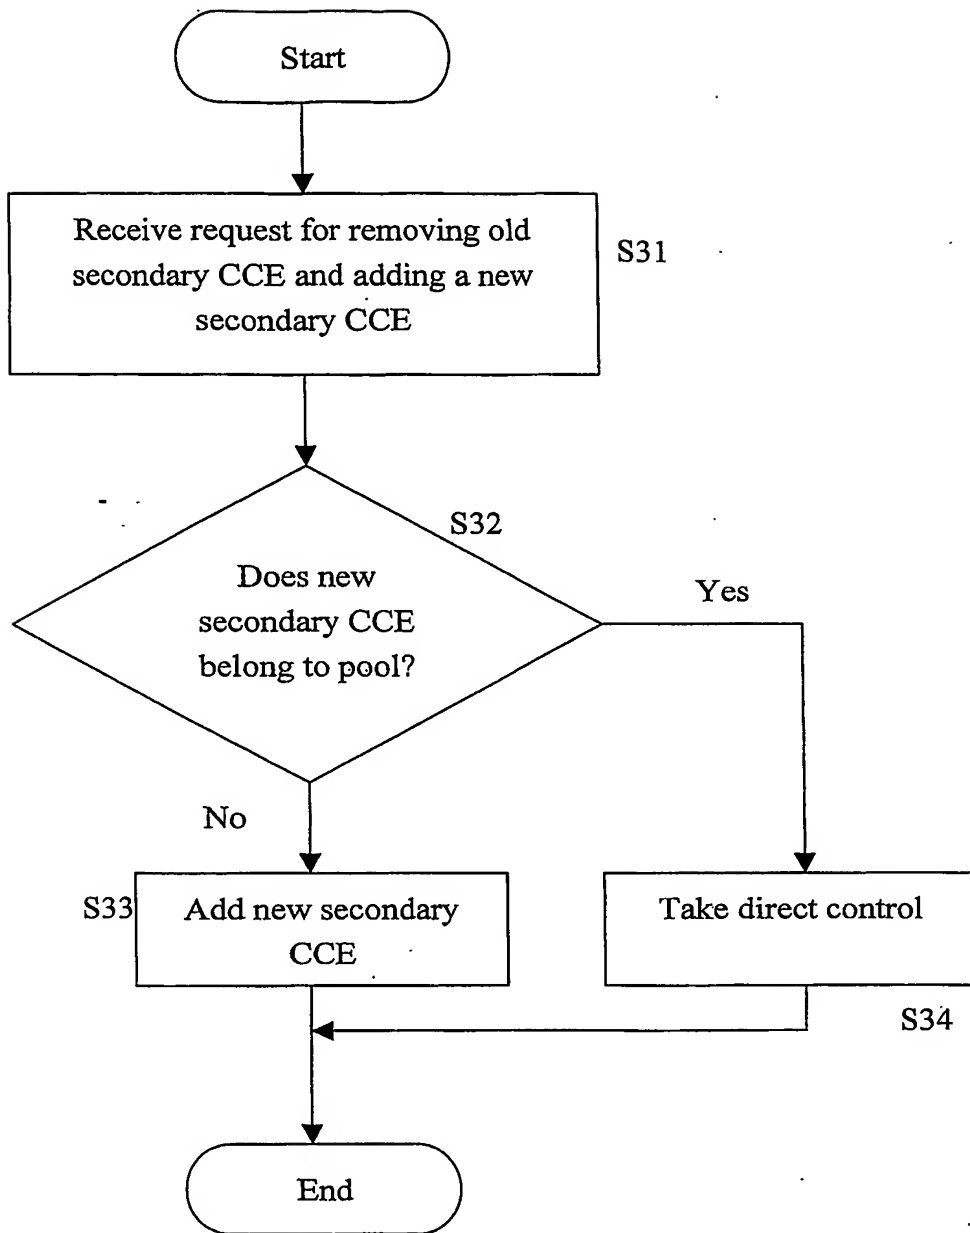 Start
Receive request for removing old
secondary CCE and adding a new
secondary CCE
S31
S32
Does new
secondary CCE
belong to pool?
Yes
No
S33
Add new secondary
CCE
Take direct control
S34
End